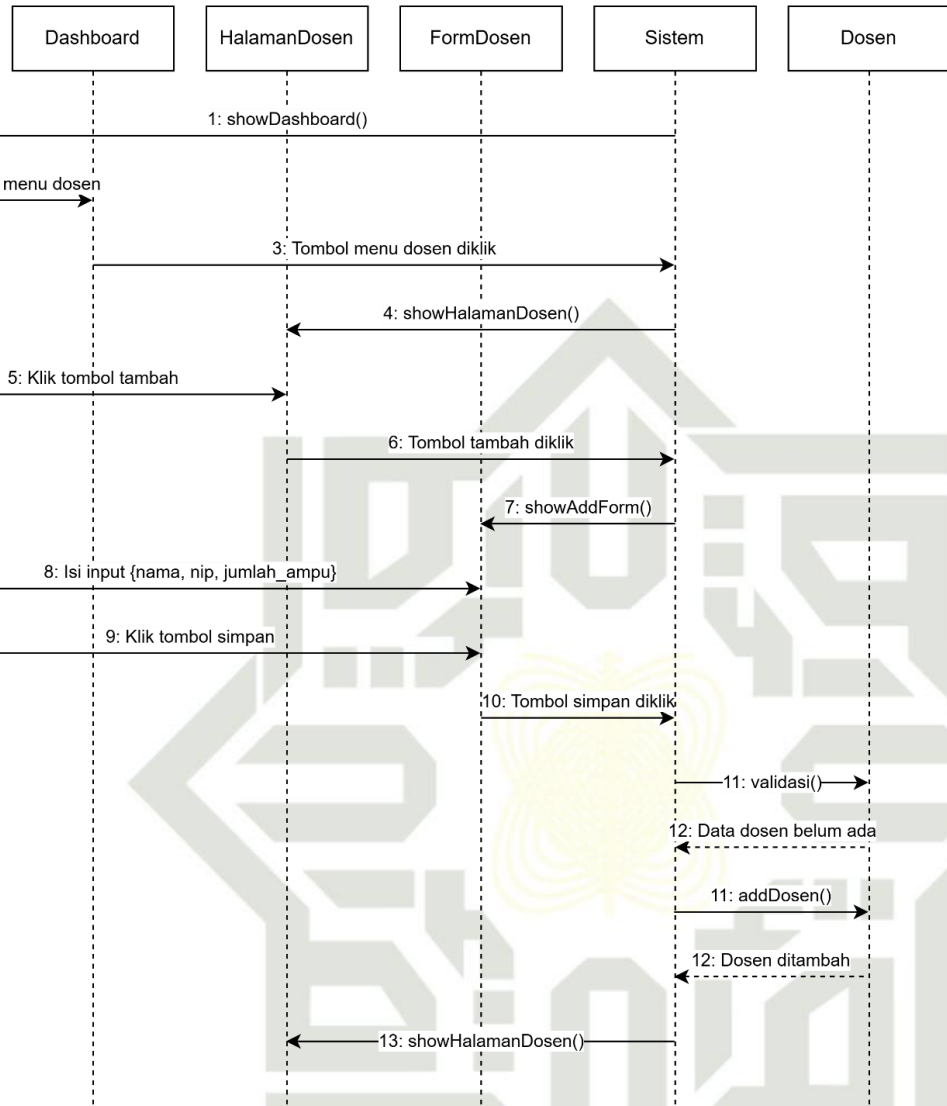 Dashboard
HalamanDosen
FormDosen
Sistem
Dosen
1: showDashboard()
menu dosen
3: Tombol menu dosen diklik
4: showHalamanDosen()
5: Klik tombol tambah
6: Tombol tambah diklik
7: showAddForm()
8: Isi input {nama, nip, jumlah_ampu}
9: Klik tombol simpan
10: Tombol simpan diklik
11: validasi()
12: Data dosen belum ada
11: addDosen()
12: Dosen ditambah
13: showHalamanDosen()